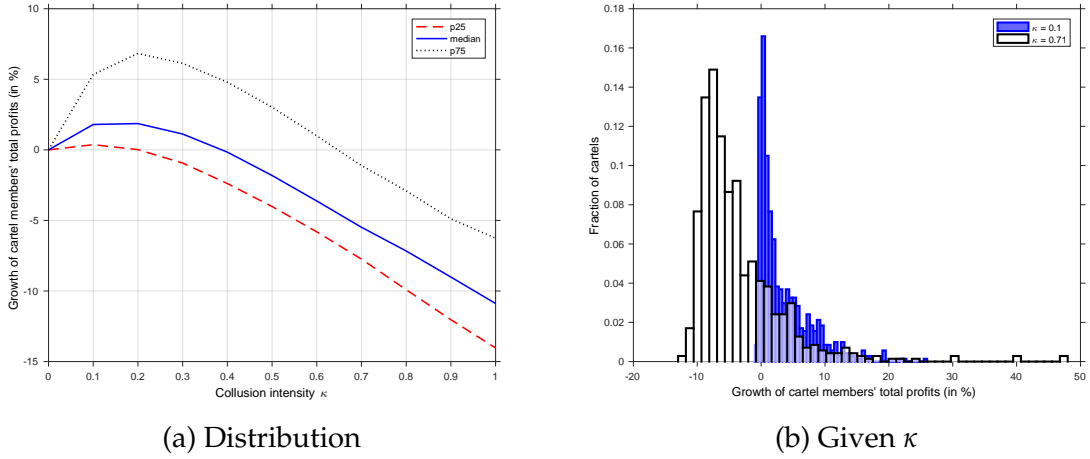 10
5
0
-5
-10
-15
0 0.1 0.2 0.3 0.4 0.5 0.6 0.7 0.8 0.9 1
Growth of cartel members' total profits (in %)
Collusion intensity κ
p25
median
p75
(a) Distribution
0.18
0.16
0.14
0.12
0.1
0.08
0.06
0.04
0.02
0
-20 -10 0 10 20 30 40 50
Fraction of cartels
Growth of cartel members' total profits (in %)
κ = 0.1
κ = 0.71
(b) Given κ